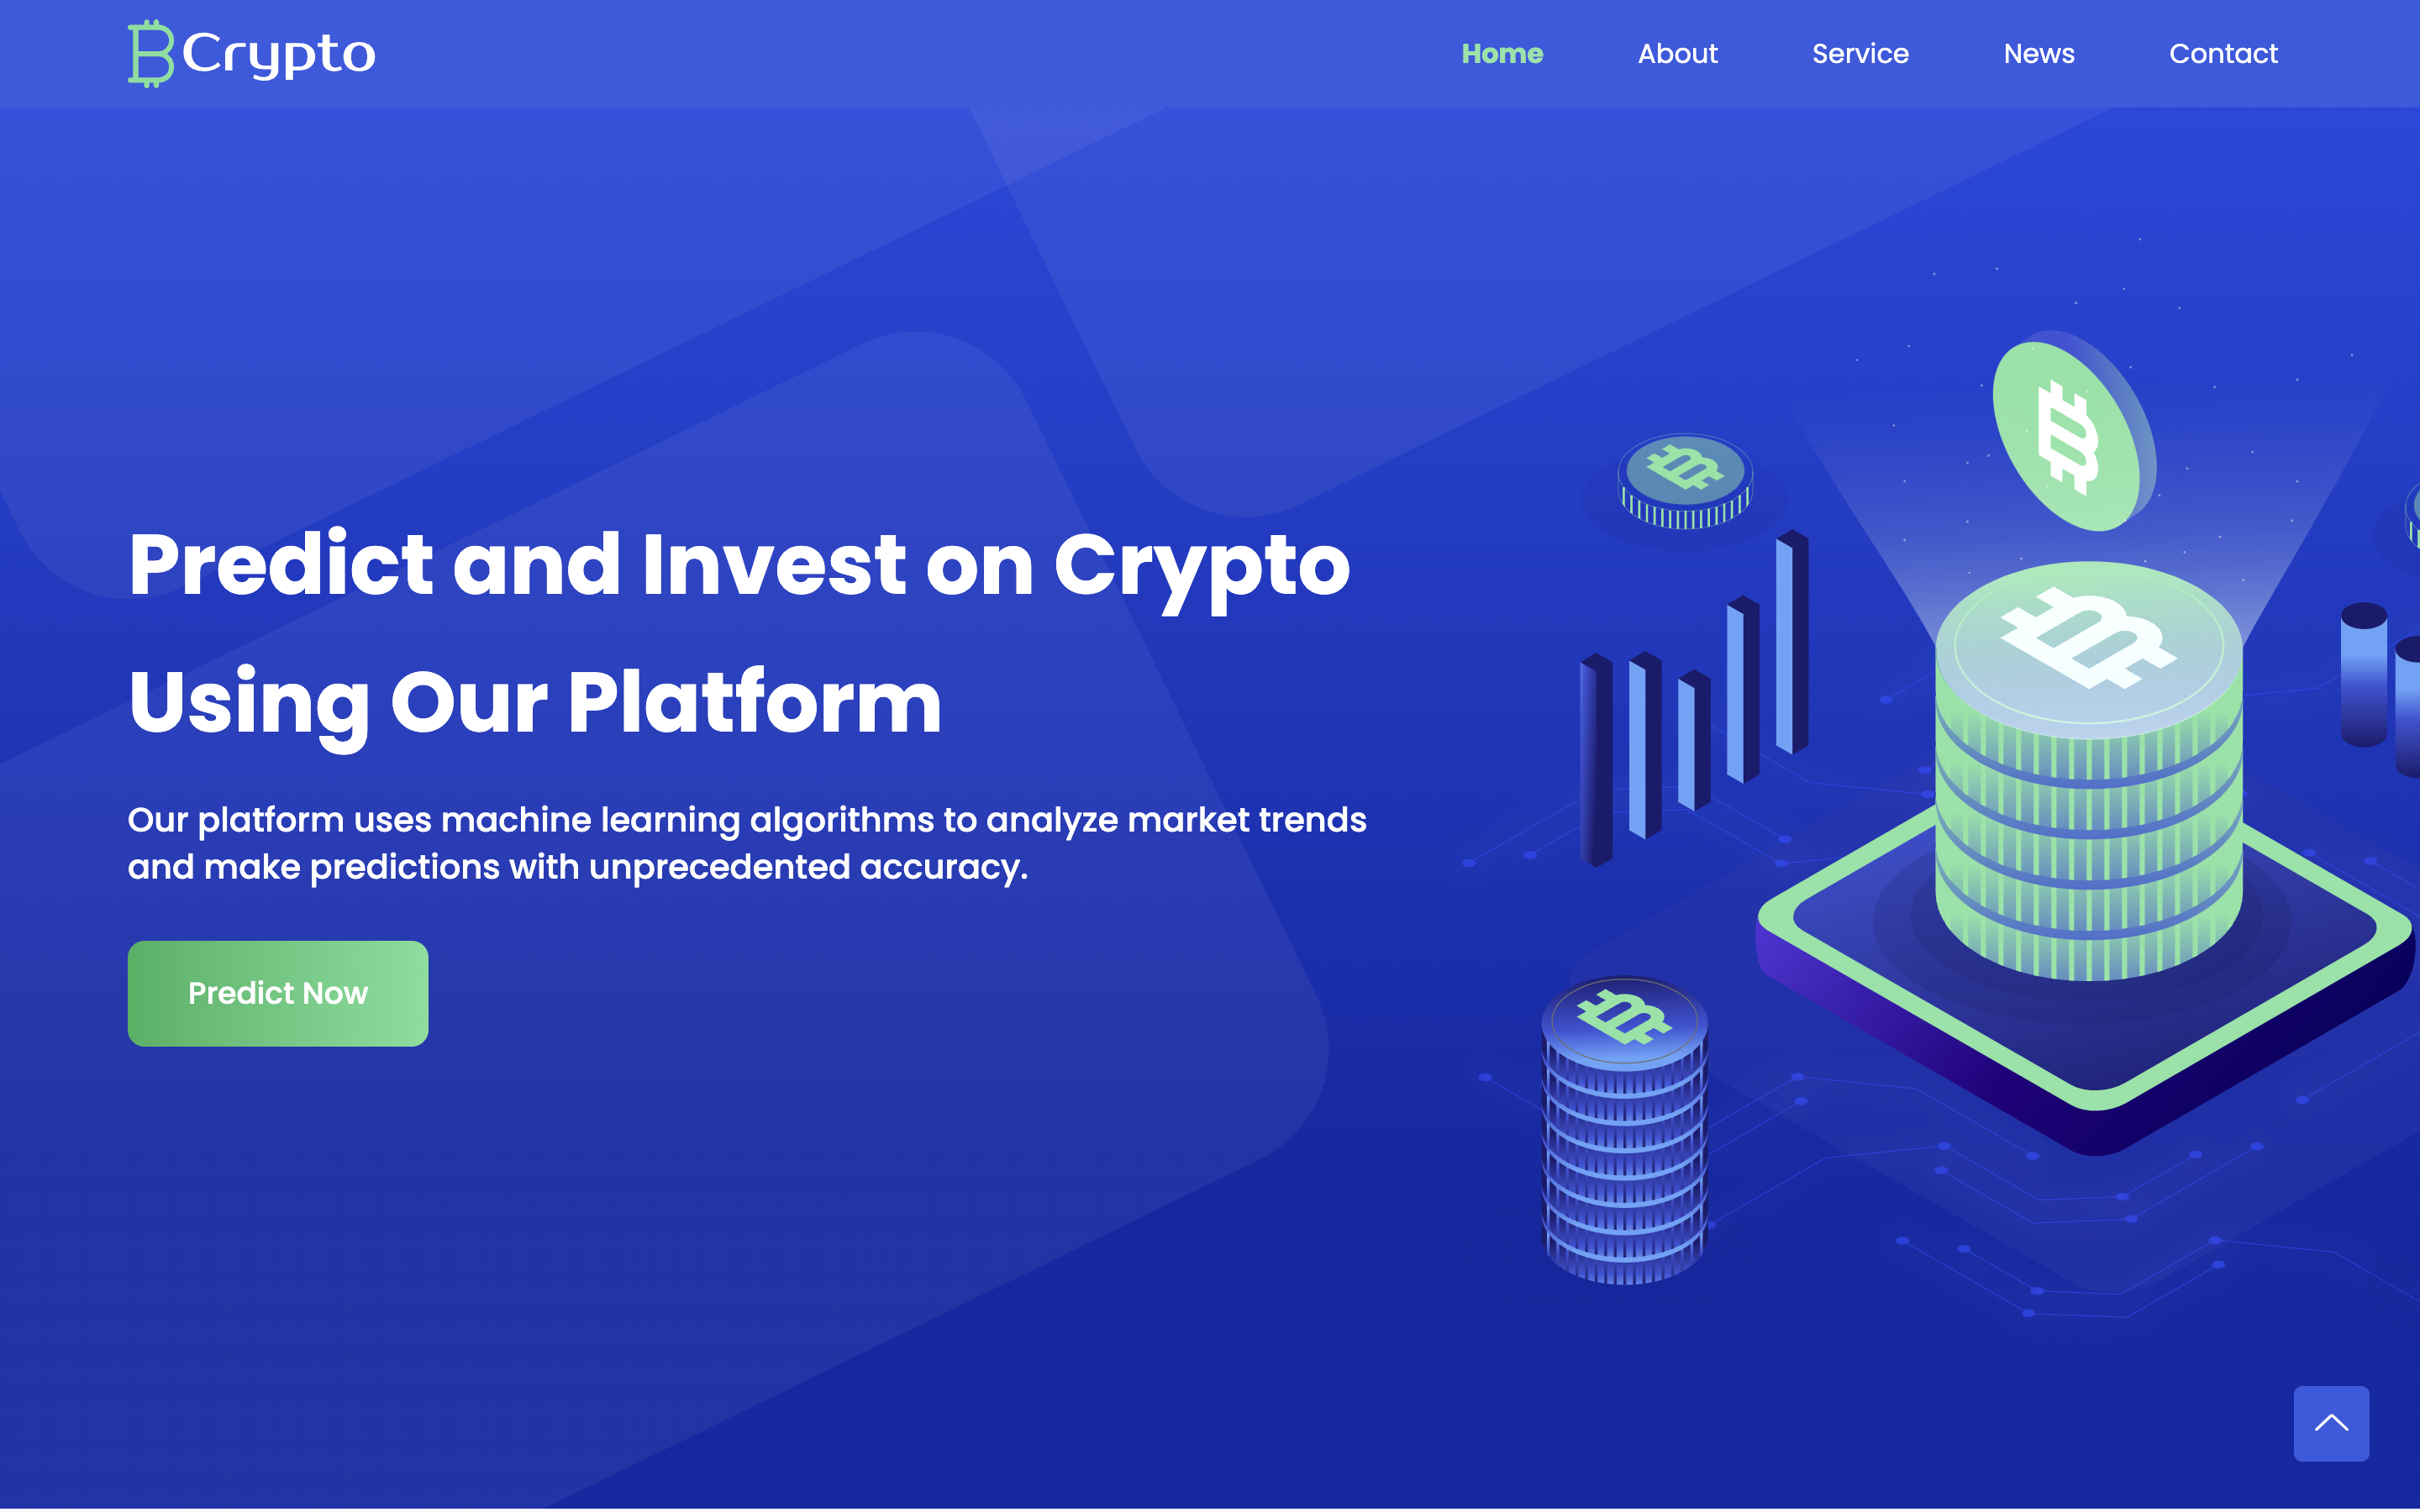 Crypto
Home About Service News Contact
Predict and Invest on Crypto
Using Our Platform
Our platform uses machine learning algorithms to analyze market trends
and make predictions with unprecedented accuracy.
Predict Now